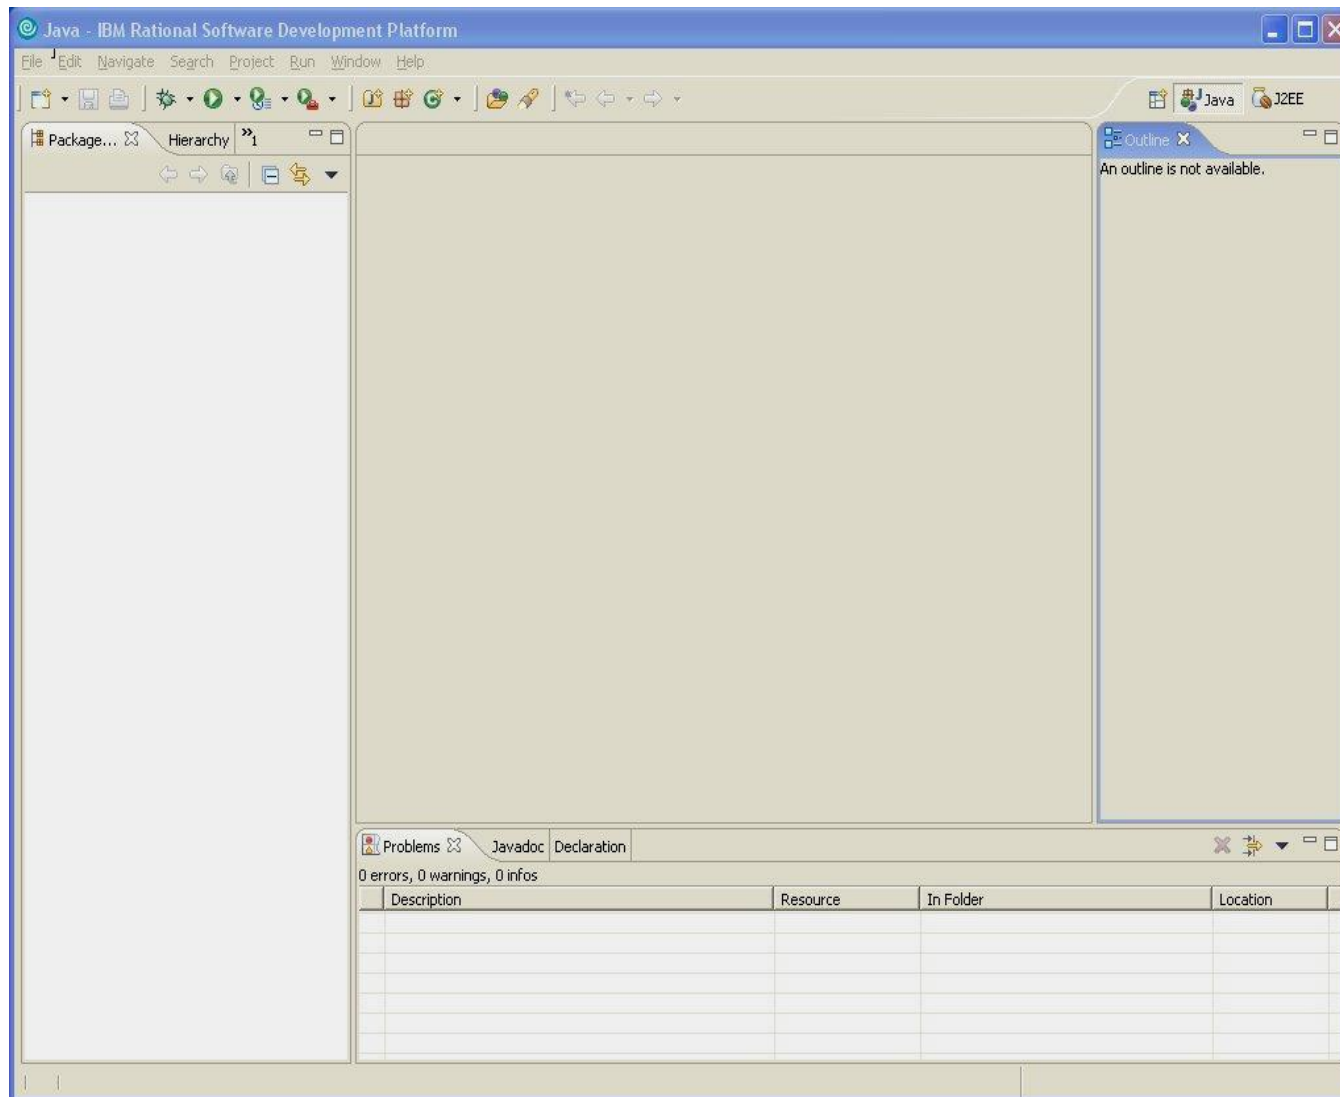 Java - IBM Rational Software Development Platform
File Edit Navigate Search Project Run Window Help
Java J2EE
Package... Hierarchy »1
Outline
An outline is not available.
Problems Javadoc Declaration
0 errors, 0 warnings, 0 infos
Description Resource In Folder Location